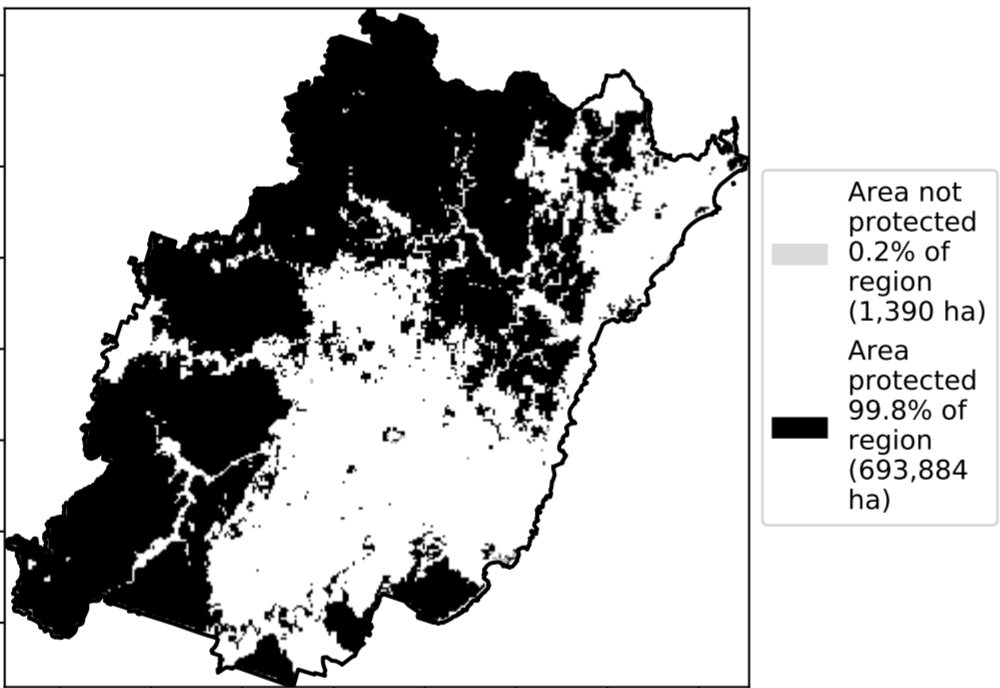 Area not
protected
0.2% of
region
(1,390 ha)
Area
protected
99.8% of
region
(693,884
ha)